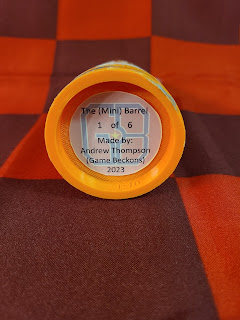 The (Mini) Barrel
1 of 6
Made by:
Andrew Thompson
(Game Beckons)
2023